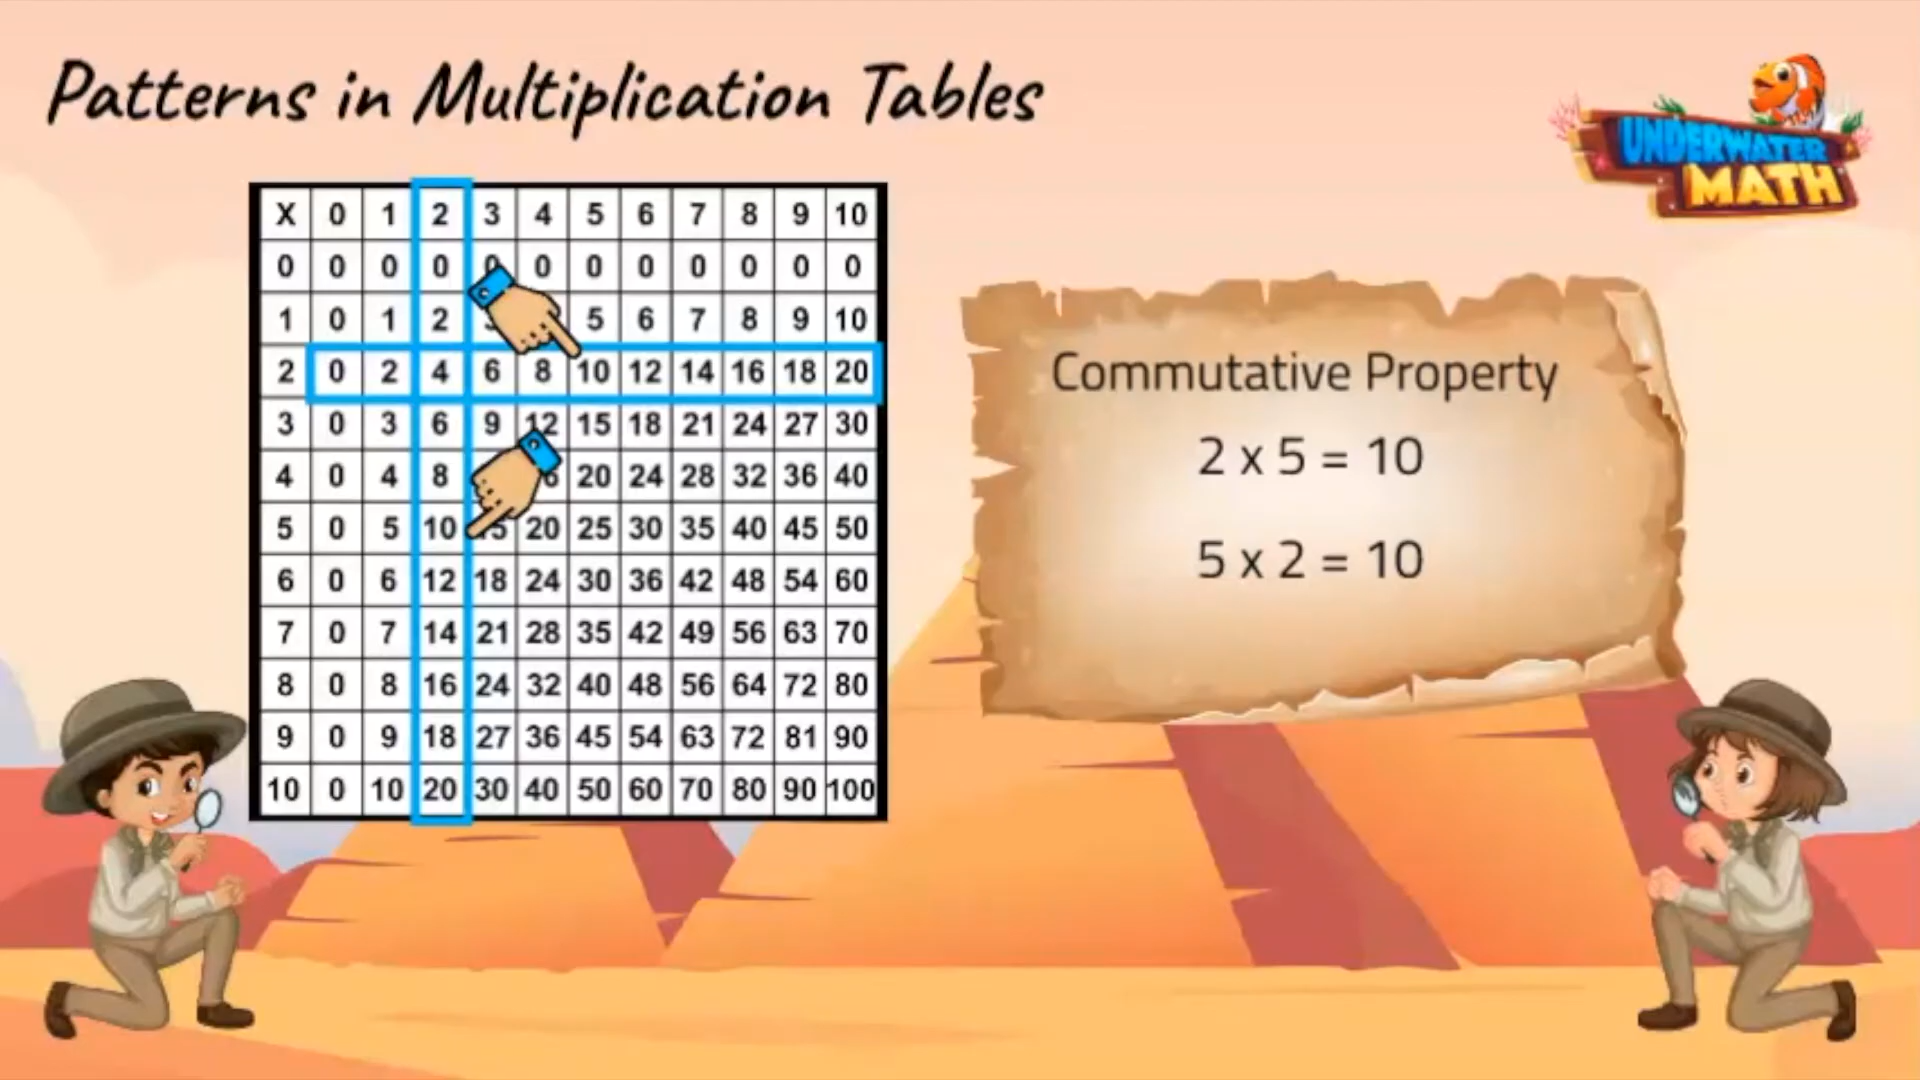 Patterns in Multiplication Tables
UNDERWATER
MATH
X 0 1 2 3 4 5 6 7 8 9 10
0 0 0 0 0 0 0 0 0 0 0 0
1 0 1 2 5 6 7 8 9 10
2 0 2 4 6 8 10 12 14 16 18 20
3 0 3 6 9 12 15 18 21 24 27 30
4 0 4 8 20 24 28 32 36 40
5 0 5 10 15 20 25 30 35 40 45 50
6 0 6 12 18 24 30 36 42 48 54 60
7 0 7 14 21 28 35 42 49 56 63 70
8 0 8 16 24 32 40 48 56 64 72 80
9 0 9 18 27 36 45 54 63 72 81 90
10 0 10 20 30 40 50 60 70 80 90 100
Commutative Property
2 x 5 = 10
5 x 2 = 10